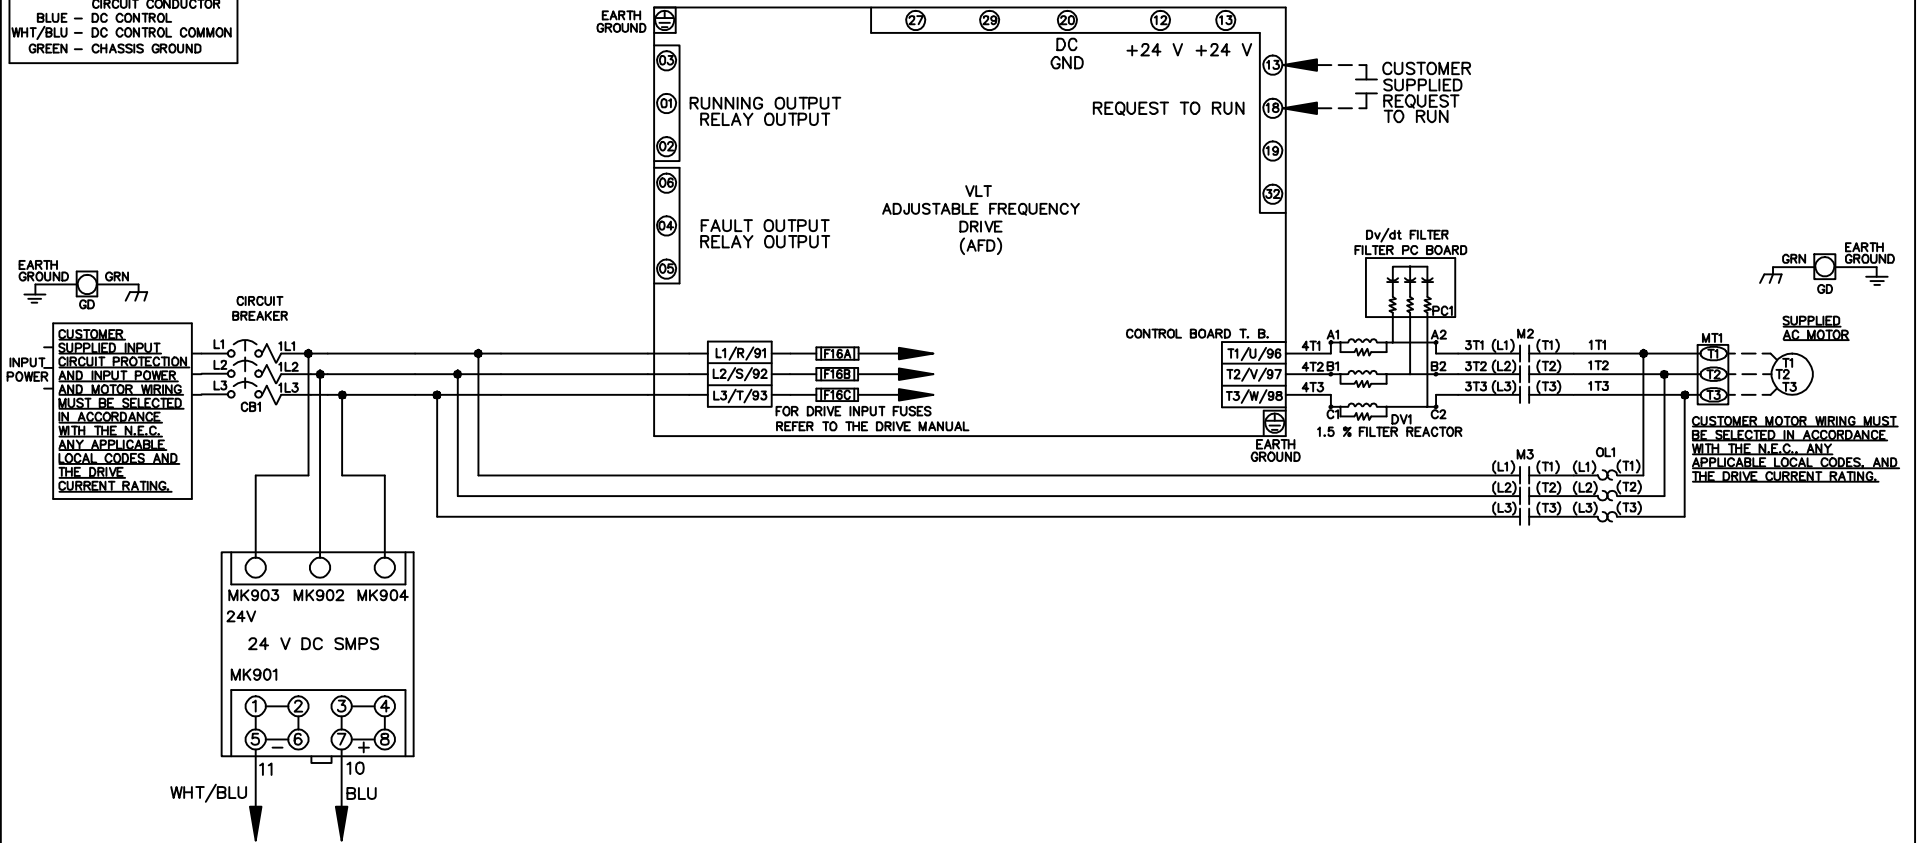 CIRCUIT CONDUCTOR
BLUE – DC CONTROL
WHT/BLU – DC CONTROL COMMON
GREEN – CHASSIS GROUND
EARTH
GROUND
27 29 20 12 13
DC
GND
+24 V +24 V
03
01
02
RUNNING OUTPUT
RELAY OUTPUT
06
04
05
FAULT OUTPUT
RELAY OUTPUT
VLT
ADJUSTABLE FREQUENCY
DRIVE
(AFD)
REQUEST TO RUN
13
18
19
32
CUSTOMER
SUPPLIED
REQUEST
TO RUN
EARTH
GROUND
GRN
GD
INPUT
POWER
CUSTOMER
SUPPLIED INPUT
CIRCUIT PROTECTION
AND INPUT POWER
AND MOTOR WIRING
MUST BE SELECTED
IN ACCORDANCE
WITH THE N.E.C.
ANY APPLICABLE
LOCAL CODES AND
THE DRIVE
CURRENT RATING.
CIRCUIT
BREAKER
L1 1L1
L2 1L2
L3 1L3
CB1
L1/R/91 IF16A
L2/S/92 IF16B
L3/T/93 IF16C
FOR DRIVE INPUT FUSES
REFER TO THE DRIVE MANUAL
CONTROL BOARD T. B.
T1/U/96
T2/V/97
T3/W/98
EARTH
GROUND
Dv/dt FILTER
FILTER PC BOARD
PC1
4T1 A1 A2
4T2 B1 B2
4T3 C1 C2
DV1
1.5 % FILTER REACTOR
M2
3T1 (L1) (T1) 1T1
3T2 (L2) (T2) 1T2
3T3 (L3) (T3) 1T3
M3 OL1
(L1) (T1) (L1) (T1)
(L2) (T2) (L2) (T2)
(L3) (T3) (L3) (T3)
GRN
GD
EARTH
GROUND
SUPPLIED
AC MOTOR
MT1
T1
T2
T3
T1
T2
T3
CUSTOMER MOTOR WIRING MUST
BE SELECTED IN ACCORDANCE
WITH THE N.E.C., ANY
APPLICABLE LOCAL CODES, AND
THE DRIVE CURRENT RATING.
MK903 MK902 MK904
24V
24 V DC SMPS
MK901
1 2 3 4
5 – 6 7 + 8
11 10
WHT/BLU BLU